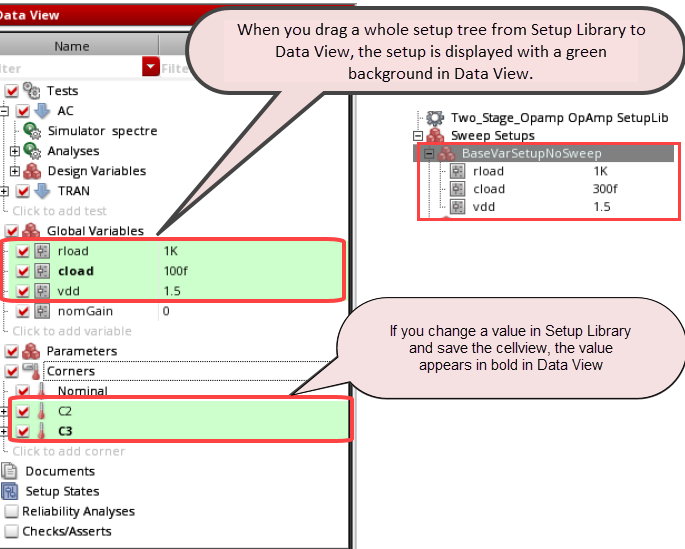 Data View
When you drag a whole setup tree from Setup Library to
Data View, the setup is displayed with a green
background in Data View.
Name
Filte
Tests
AC
Simulator spectre
Analyses
Design Variables
TRAN
Click to add test
Global Variables
rload 1K
cload 100f
vdd 1.5
nomGain 0
Click to add variable
Parameters
Corners
Nominal
C2
C3
Click to add corner
Documents
Setup States
Reliability Analyses
Checks/Asserts
Two_Stage_Opamp OpAmp SetupLib
Sweep Setups
BaseVarSetupNoSweep
rload 1K
cload 300f
vdd 1.5
If you change a value in Setup Library
and save the cellview, the value
appears in bold in Data View